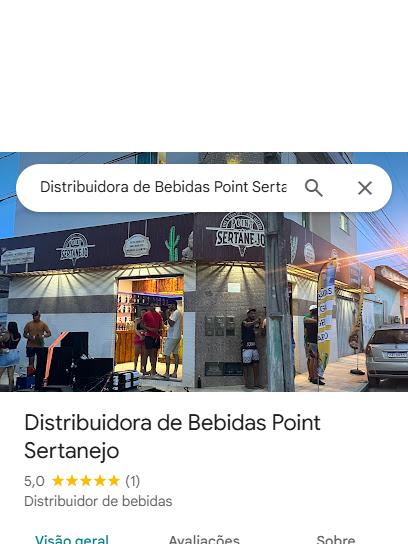 Distribuidora de Bebidas Point Serta
POINT
SERTANEJO
POINT
SERTANEJO
Distribuidora de Bebidas Point
Sertanejo
5,0 ★★★★★ (1)
Distribuidor de bebidas
Visão geral Avaliações Sobre